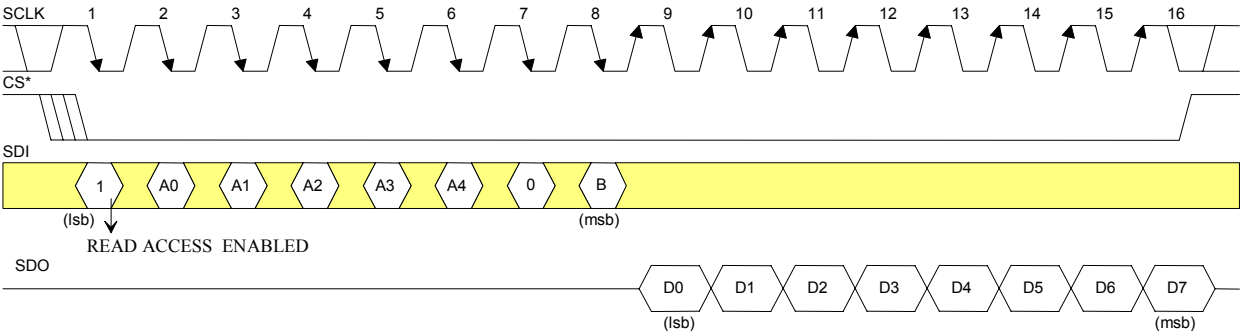 SCLK 1 2 3 4 5 6 7 8 9 10 11 12 13 14 15 16
CS*
SDI
1 A0 A1 A2 A3 A4 0 B
(lsb) (msb)
READ ACCESS ENABLED
SDO
D0 D1 D2 D3 D4 D5 D6 D7
(lsb) (msb)